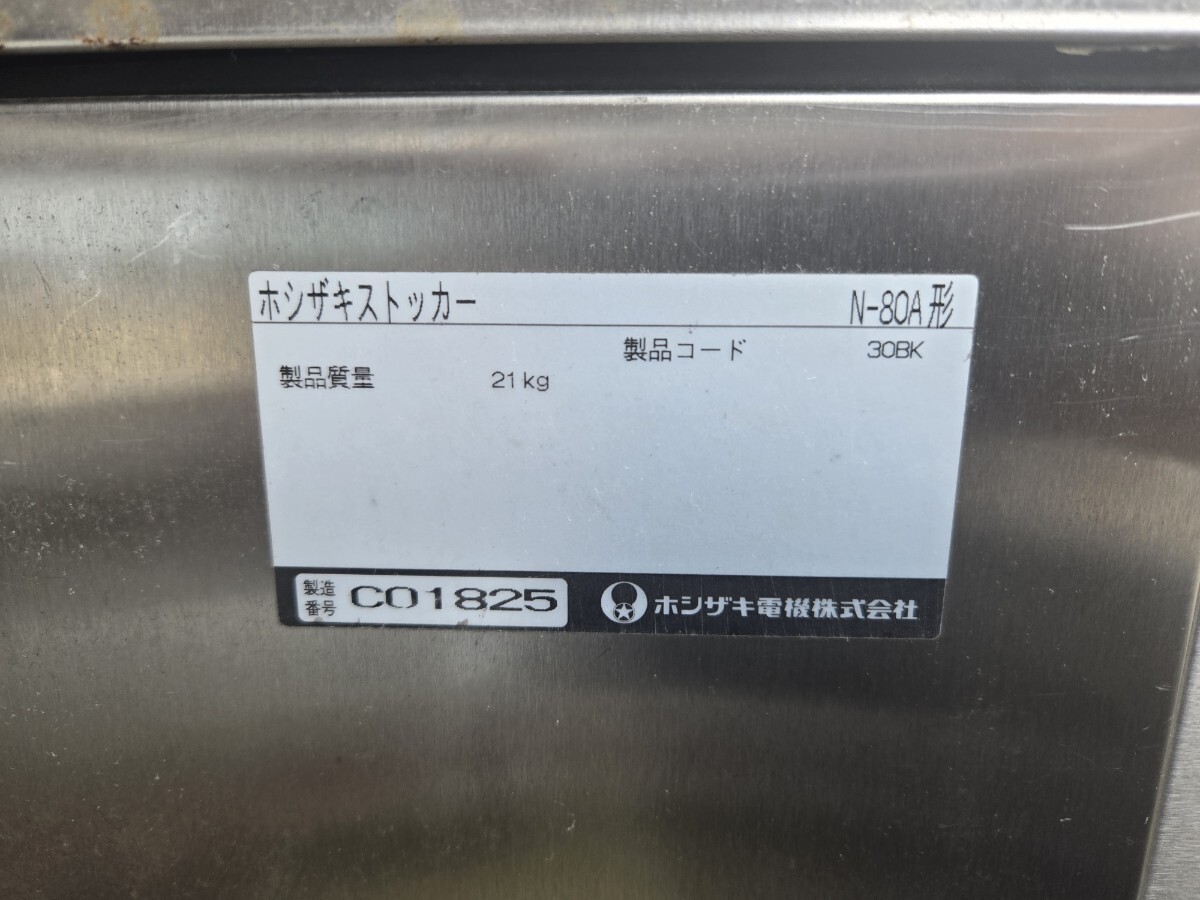 ホシザキストッカー N-80A形
製品コード 30BK
製品質量 21kg
製造番号 C01825
ホシザキ電機株式会社